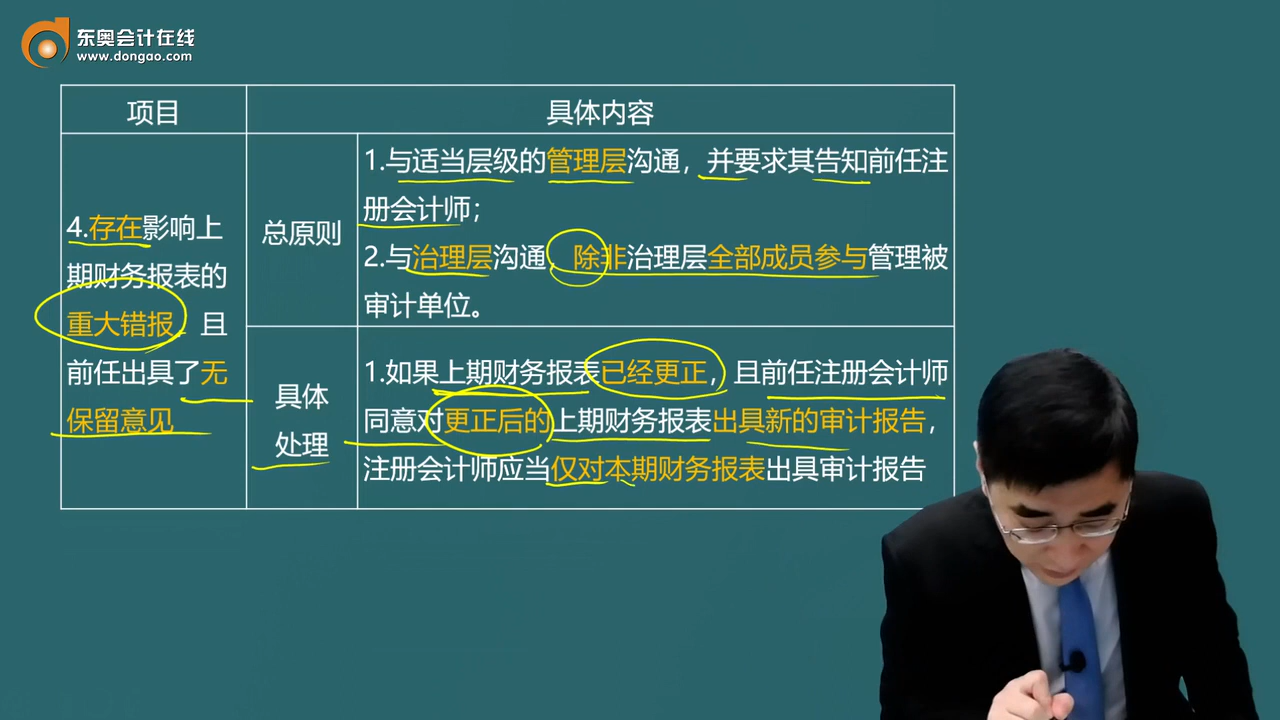 东奥会计在线
www.dongao.com
项目
具体内容
4.存在影响上
期财务报表的
重大错报，且
前任出具了无
保留意见
总原则
1.与适当层级的管理层沟通，并要求其告知前任注
册会计师；
2.与治理层沟通，除非治理层全部成员参与管理被
审计单位。
具体
处理
1.如果上期财务报表已经更正，且前任注册会计师
同意对更正后的上期财务报表出具新的审计报告，
注册会计师应当仅对本期财务报表出具审计报告